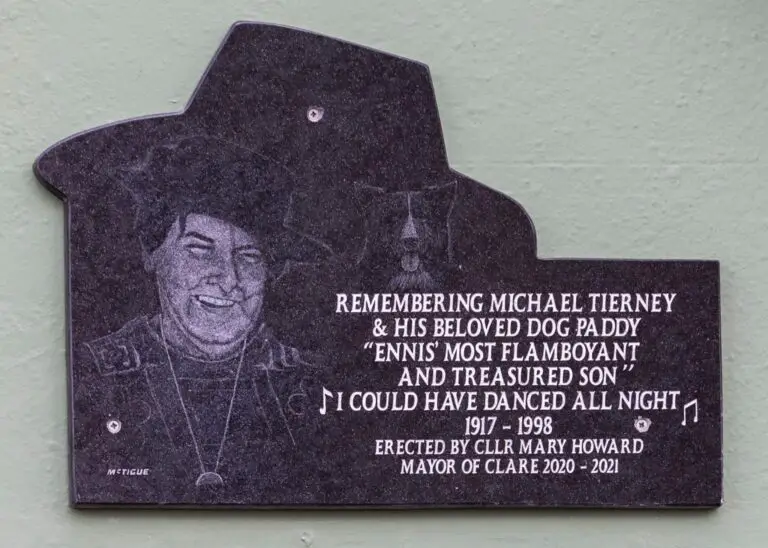 REMEMBERING MICHAEL TIERNEY
& HIS BELOVED DOG PADDY
"ENNIS' MOST FLAMBOYANT
AND TREASURED SON"
♪ I COULD HAVE DANCED ALL NIGHT ♫
1917 - 1998
ERECTED BY CLLR MARY HOWARD
MAYOR OF CLARE 2020 - 2021
McTIGUE